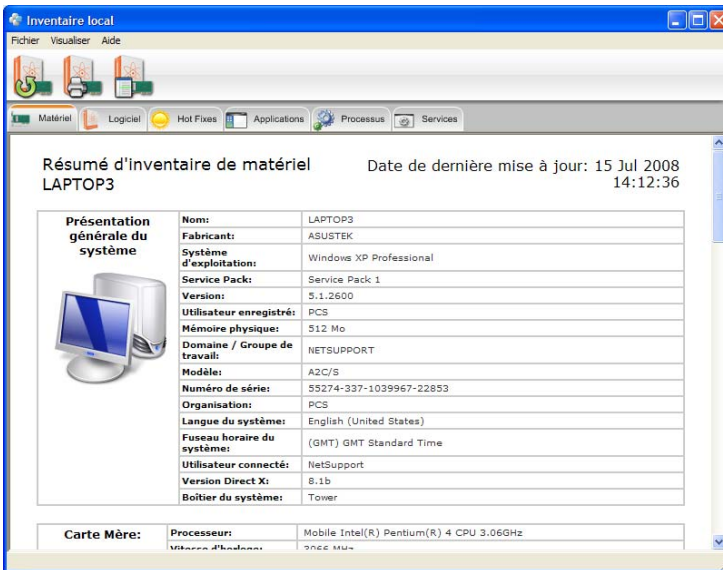 Inventaire local
Fichier Visualiser Aide
Matériel Logiciel Hot Fixes Applications Processus Services
Résumé d'inventaire de matériel
LAPTOP3
Date de dernière mise à jour: 15 Jul 2008
14:12:36
Présentation
générale du
système
Nom: LAPTOP3
Fabricant: ASUSTEK
Système
d'exploitation: Windows XP Professional
Service Pack: Service Pack 1
Version: 5.1.2600
Utilisateur enregistré: PCS
Mémoire physique: 512 Mo
Domaine / Groupe de
travail: NETSUPPORT
Modèle: A2C/S
Numéro de série: 55274-337-1039967-22853
Organisation: PCS
Langue du système: English (United States)
Fuseau horaire du
système: (GMT) GMT Standard Time
Utilisateur connecté: NetSupport
Version Direct X: 8.1b
Boîtier du système: Tower
Carte Mère:
Processeur: Mobile Intel(R) Pentium(R) 4 CPU 3.06GHz
Vitesse d'horloge: 3066 MHz